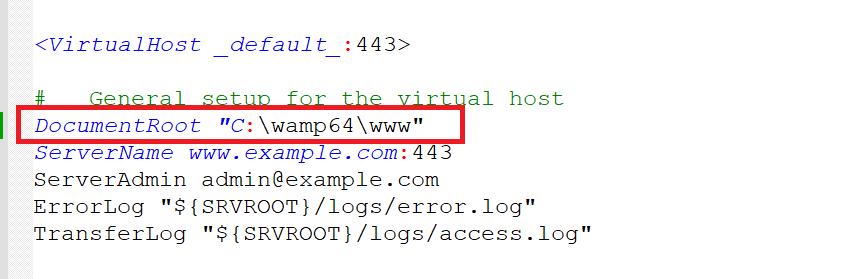 <VirtualHost _default_:443>
#   General setup for the virtual host
DocumentRoot "C:\wamp64\www"
ServerName www.example.com:443
ServerAdmin admin@example.com
ErrorLog "${SRVROOT}/logs/error.log"
TransferLog "${SRVROOT}/logs/access.log"